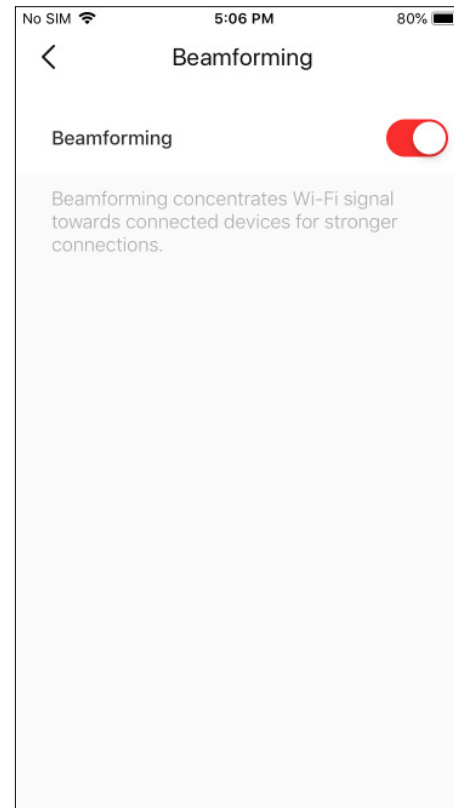 No SIM 5:06 PM 80%
Beamforming
Beamforming
Beamforming concentrates Wi-Fi signal
towards connected devices for stronger
connections.